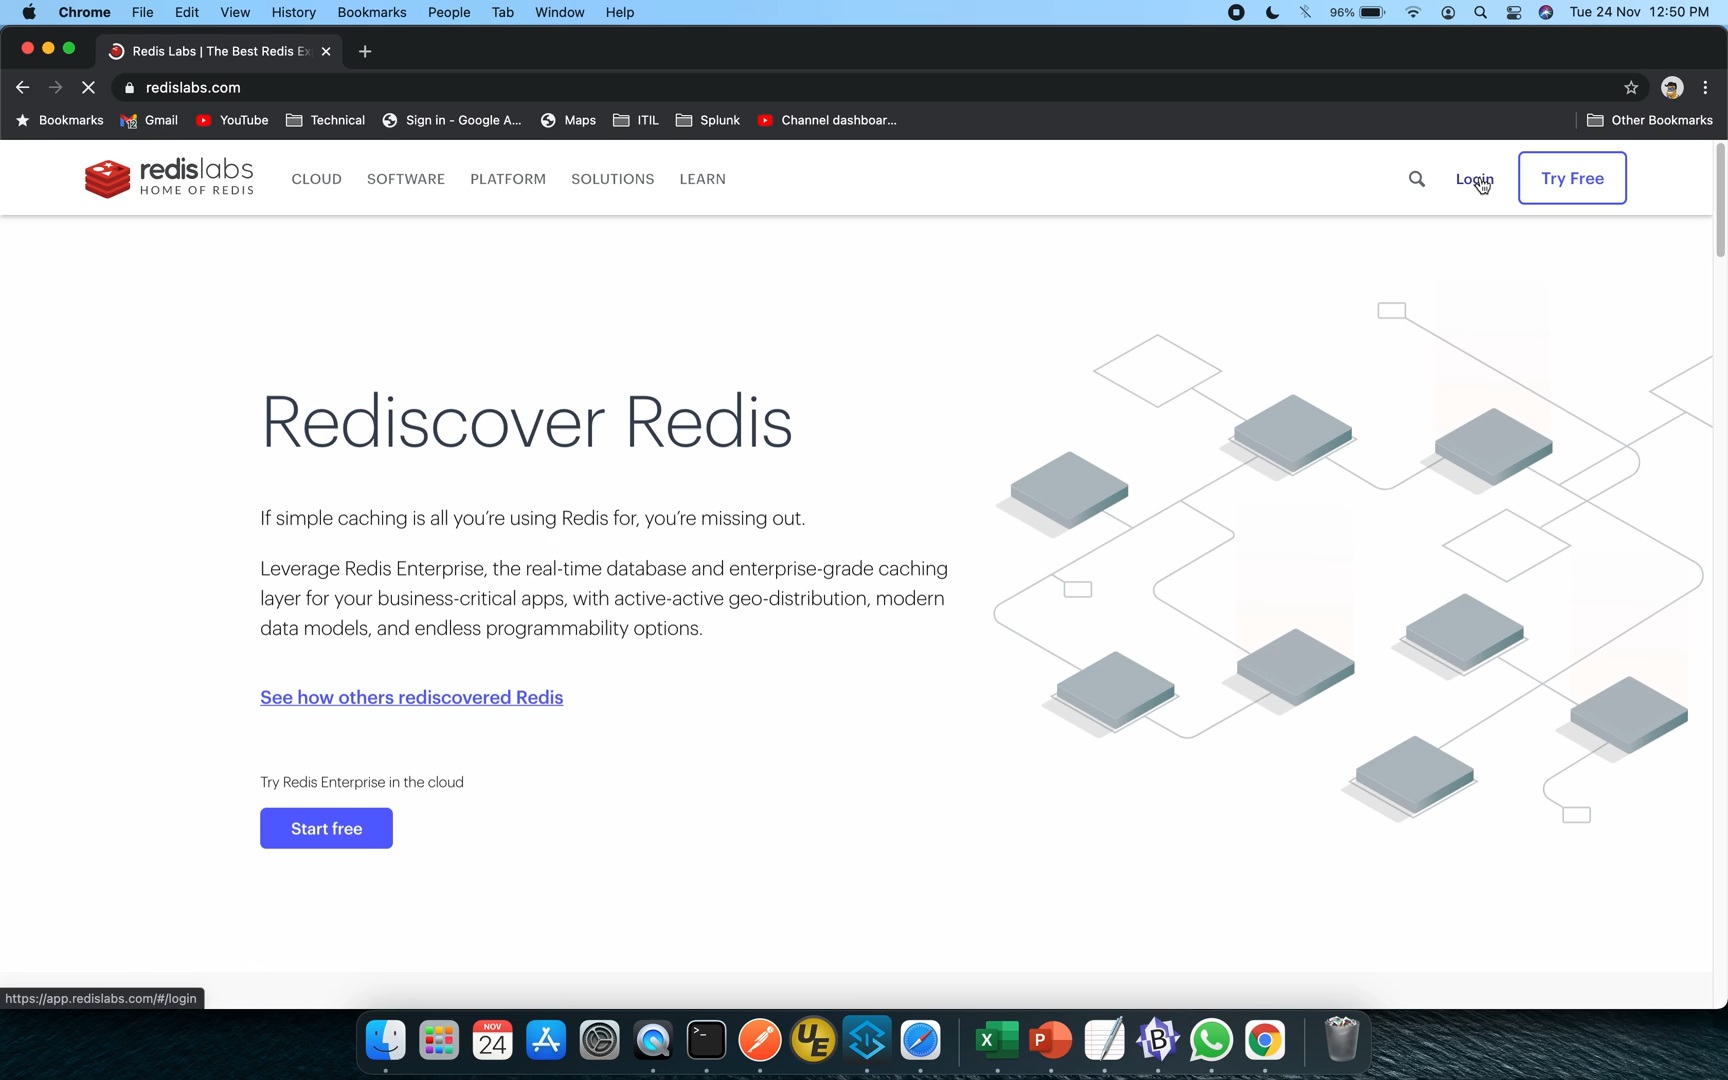 Chrome File Edit View History Bookmarks People Tab Window Help 96% Tue 24 Nov 12:50 PM
Redis Labs | The Best Redis Ex
redislabs.com
Bookmarks Gmail YouTube Technical Sign in - Google A... Maps ITIL Splunk Channel dashboar... Other Bookmarks
redislabs
HOME OF REDIS
CLOUD SOFTWARE PLATFORM SOLUTIONS LEARN Login Try Free
Rediscover Redis
If simple caching is all you're using Redis for, you're missing out.
Leverage Redis Enterprise, the real-time database and enterprise-grade caching
layer for your business-critical apps, with active-active geo-distribution, modern
data models, and endless programmability options.
See how others rediscovered Redis
Try Redis Enterprise in the cloud
Start free
https://app.redislabs.com/#/login
NOV
24
>_
UE
X
P
B